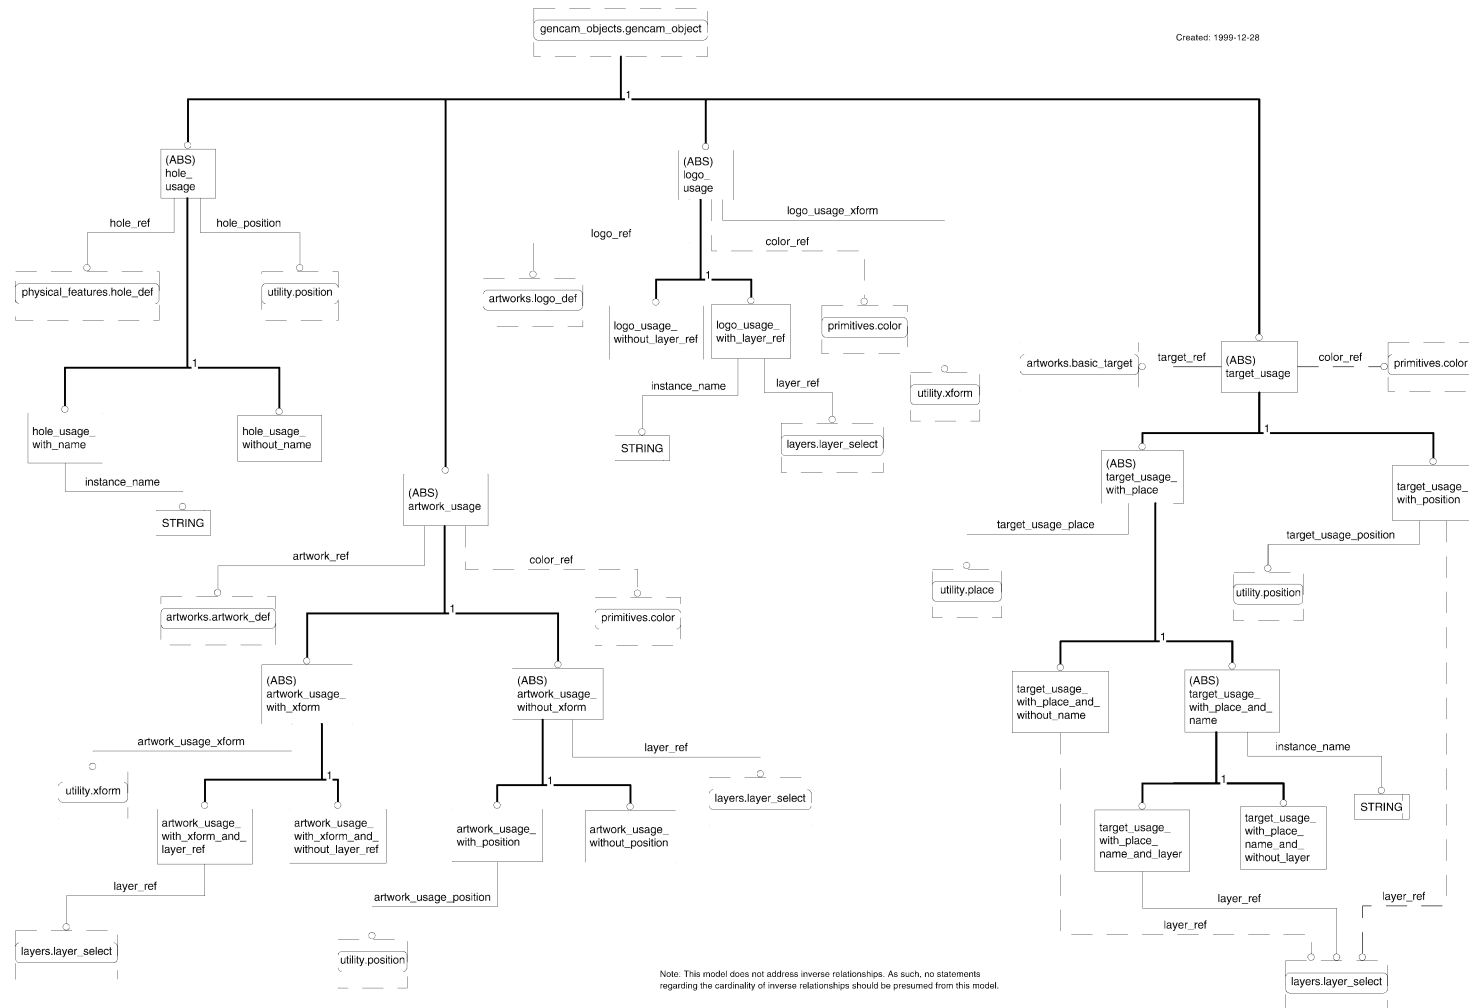 gencam_objects.gencam_object
Created: 1999-12-28
1
(ABS)
hole_
usage
(ABS)
logo_
usage
hole_ref
hole_position
logo_usage_xform
logo_ref
color_ref
physical_features.hole_def
utility.position
artworks.logo_def
1
logo_usage_
without_layer_ref
logo_usage_
with_layer_ref
primitives.color
artworks.basic_target
target_ref
(ABS)
target_usage
color_ref
primitives.color
1
instance_name
layer_ref
utility.xform
hole_usage_
with_name
hole_usage_
without_name
STRING
layers.layer_select
1
(ABS)
target_usage_
with_place
target_usage_
with_position
instance_name
STRING
(ABS)
artwork_usage
target_usage_place
target_usage_position
artwork_ref
color_ref
utility.place
utility.position
artworks.artwork_def
1
primitives.color
1
(ABS)
artwork_usage_
with_xform
(ABS)
artwork_usage_
without_xform
target_usage_
with_place_and_
without_name
(ABS)
target_usage_
with_place_and_
name
artwork_usage_xform
layer_ref
instance_name
utility.xform
1
1
layers.layer_select
1
STRING
artwork_usage_
with_xform_and_
layer_ref
artwork_usage_
with_xform_and_
without_layer_ref
artwork_usage_
with_position
artwork_usage_
without_position
target_usage_
with_place_
name_and_layer
target_usage_
with_place_
name_and_
without_layer
layer_ref
artwork_usage_position
layer_ref
layer_ref
layer_ref
layers.layer_select
utility.position
layers.layer_select
Note: This model does not address inverse relationships. As such, no statements
regarding the cardinality of inverse relationships should be presumed from this model.